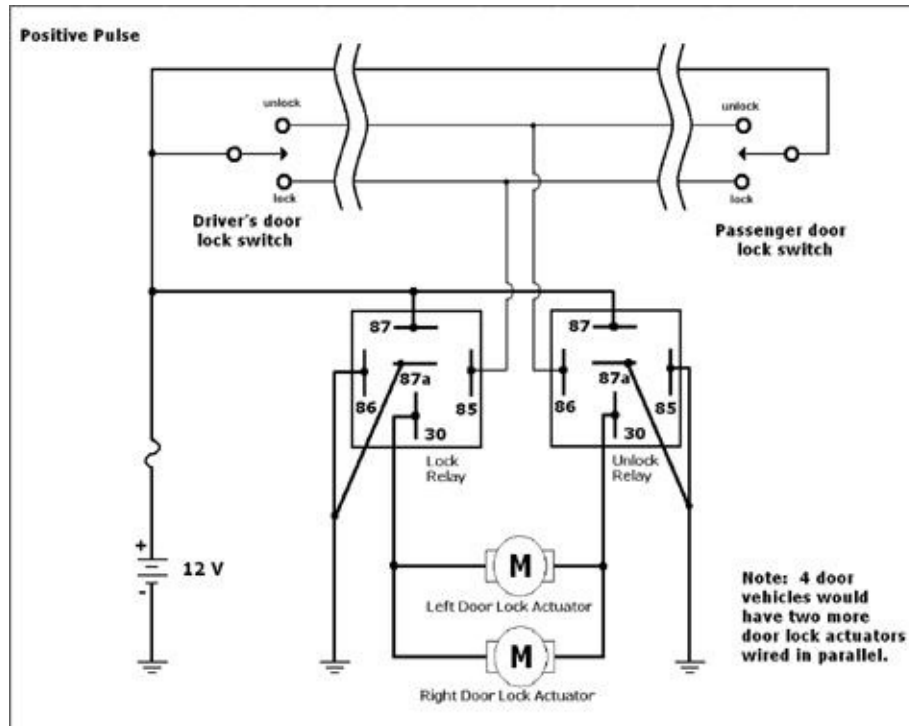 Positive Pulse
unlock
unlock
lock
lock
Driver's door
lock switch
Passenger door
lock switch
87
87
87a
87a
86
85
86
85
30
30
Lock
Relay
Unlock
Relay
+
12 V
-
M
Left Door Lock Actuator
M
Right Door Lock Actuator
Note: 4 door
vehicles would
have two more
door lock actuators
wired in parallel.